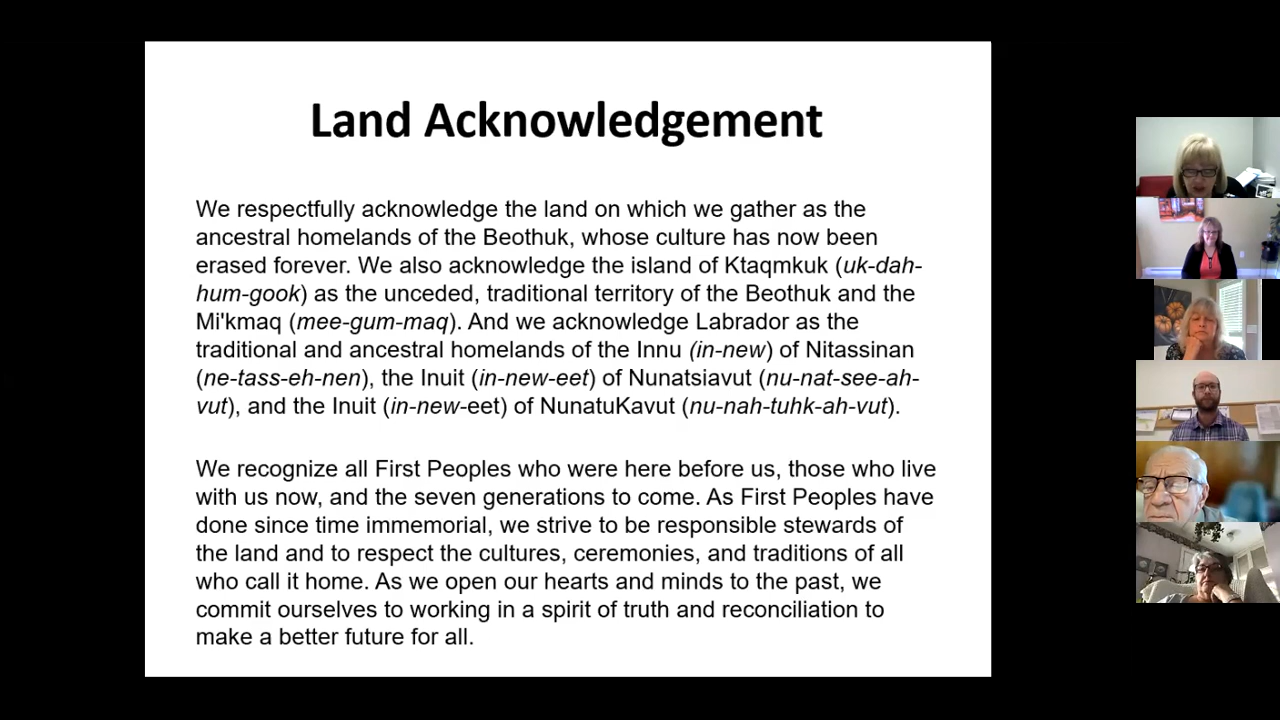 Land Acknowledgement
We respectfully acknowledge the land on which we gather as the
ancestral homelands of the Beothuk, whose culture has now been
erased forever. We also acknowledge the island of Ktaqmkuk (uk-dah-
hum-gook) as the unceded, traditional territory of the Beothuk and the
Mi'kmaq (mee-gum-maq). And we acknowledge Labrador as the
traditional and ancestral homelands of the Innu (in-new) of Nitassinan
(ne-tass-eh-nen), the Inuit (in-new-eet) of Nunatsiavut (nu-nat-see-ah-
vut), and the Inuit (in-new-eet) of NunatuKavut (nu-nah-tuhk-ah-vut).
We recognize all First Peoples who were here before us, those who live
with us now, and the seven generations to come. As First Peoples have
done since time immemorial, we strive to be responsible stewards of
the land and to respect the cultures, ceremonies, and traditions of all
who call it home. As we open our hearts and minds to the past, we
commit ourselves to working in a spirit of truth and reconciliation to
make a better future for all.